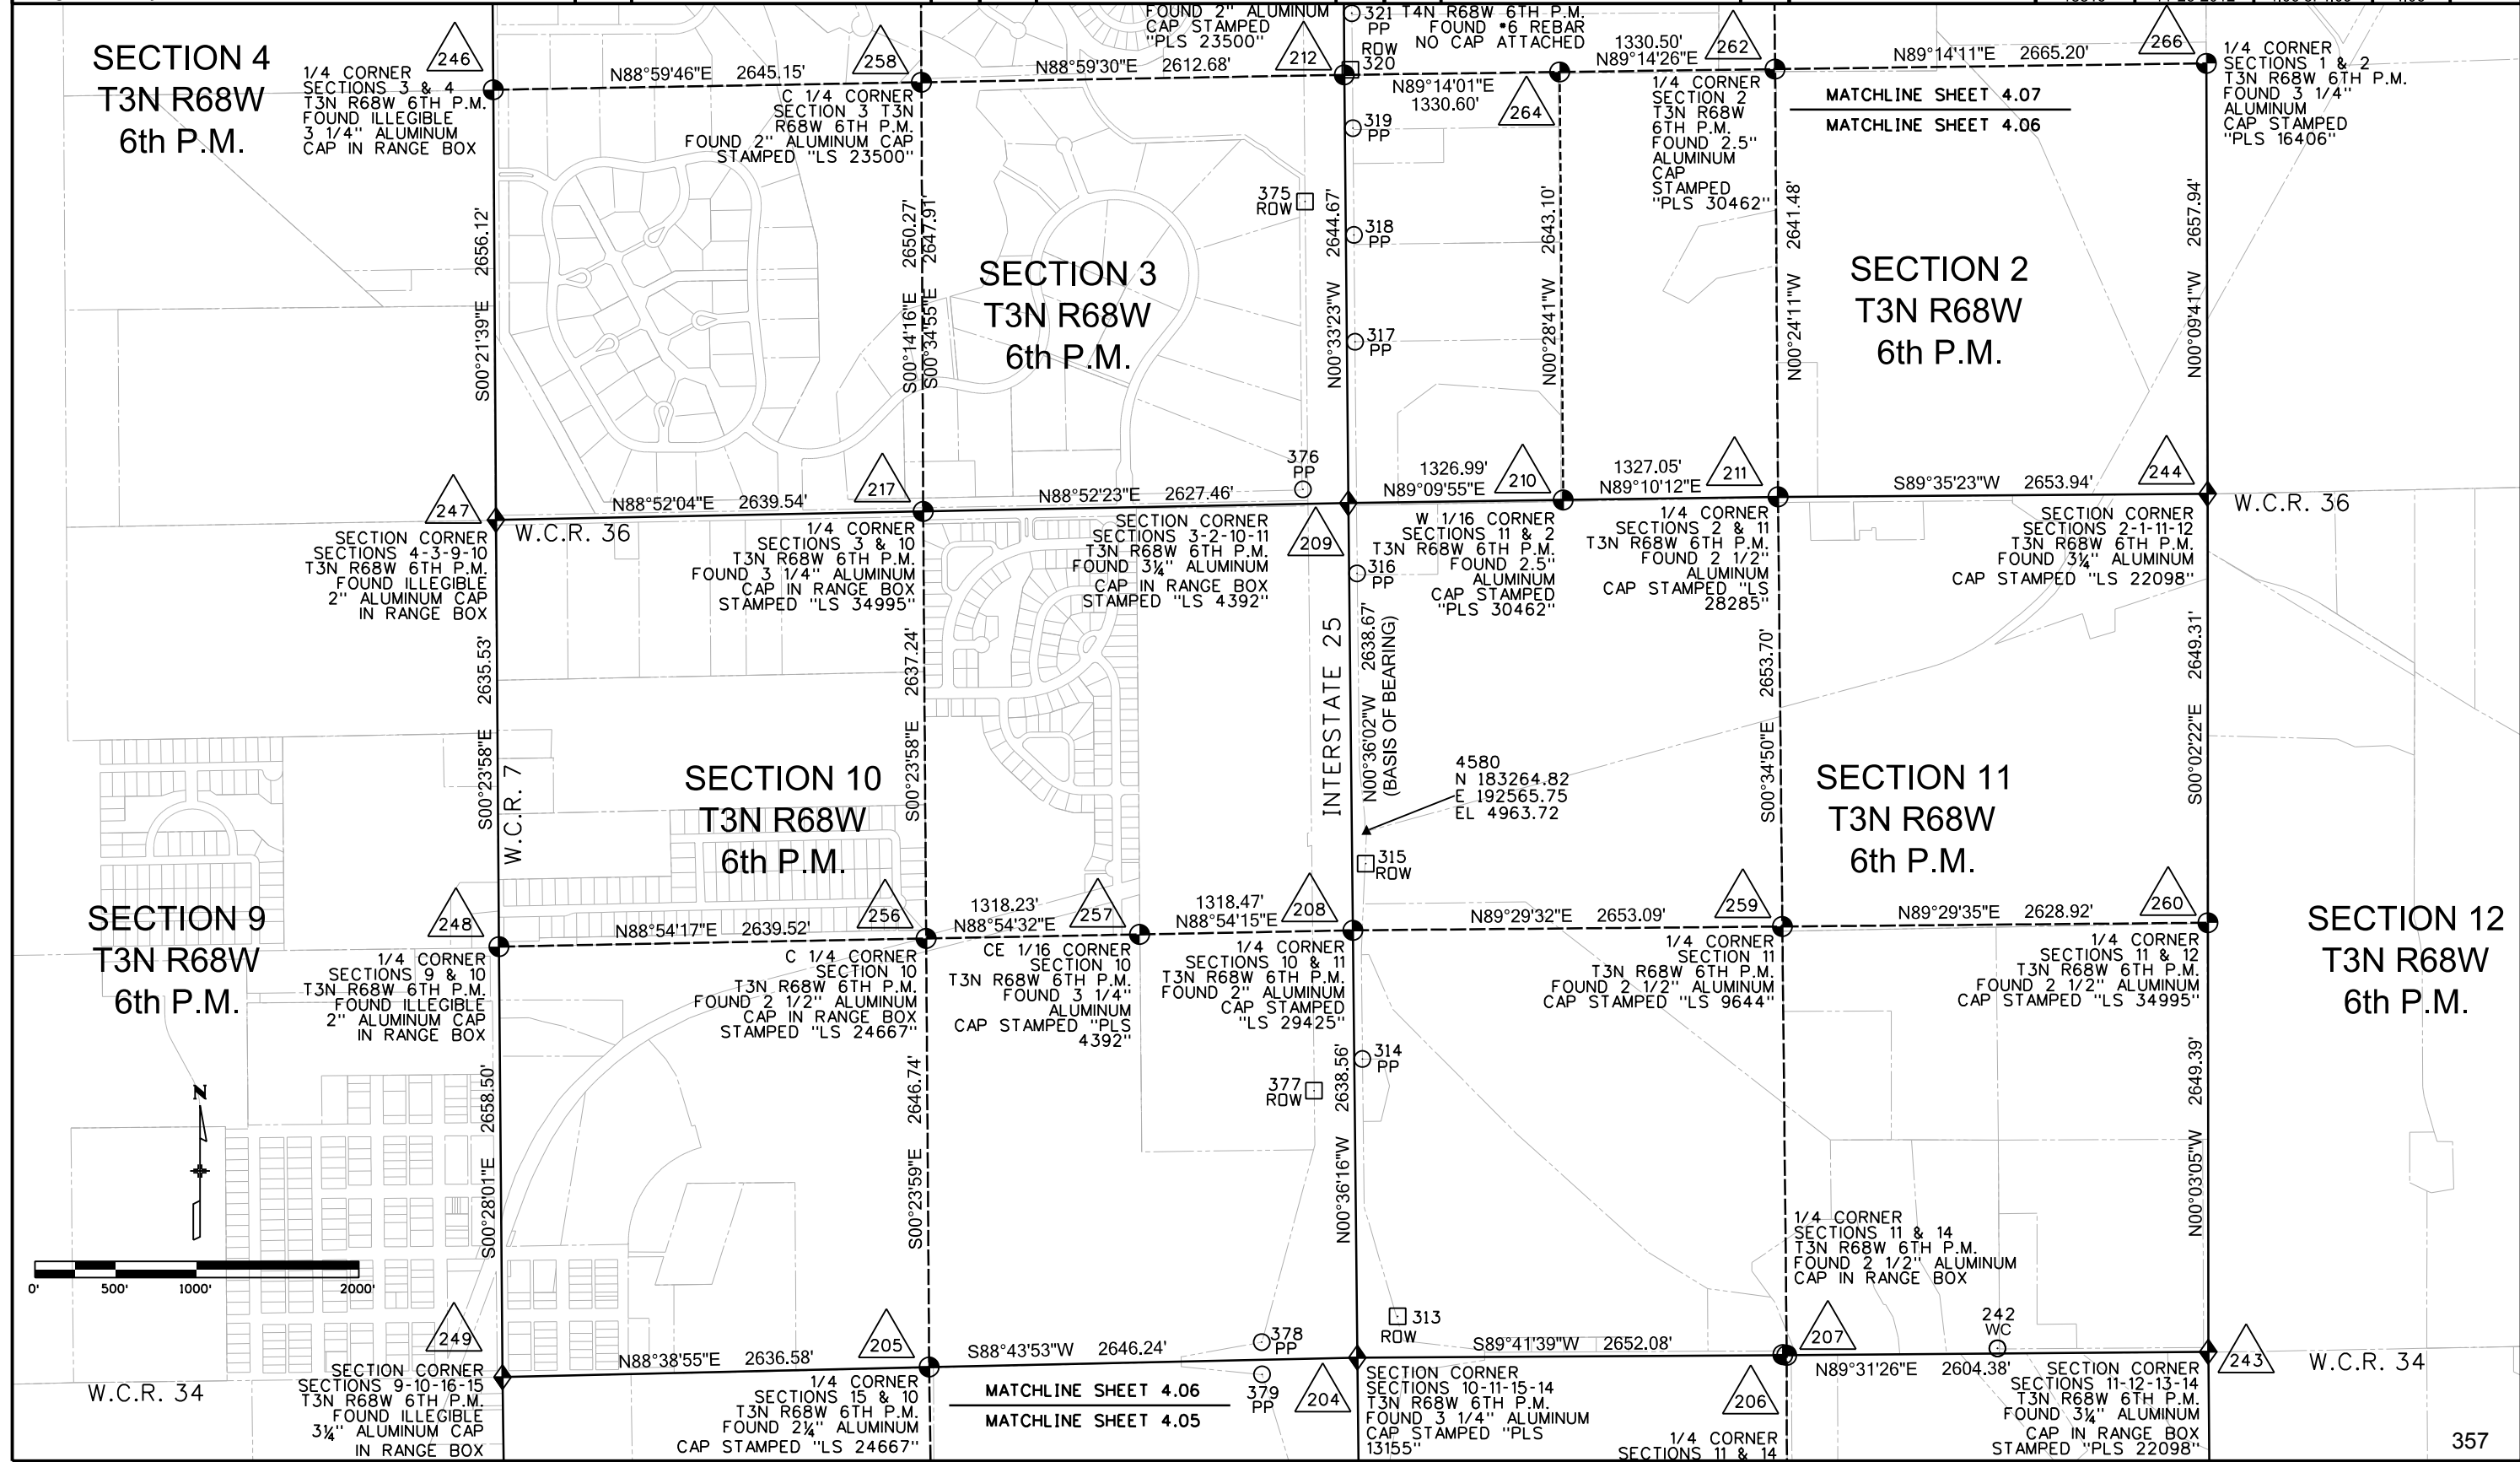 SECTION 4
T3N R68W
6th P.M.
246
1/4 CORNER
SECTIONS 3 & 4
T3N R68W 6TH P.M.
FOUND ILLEGIBLE
3 1/4" ALUMINUM
CAP IN RANGE BOX
N88°59'46"E 2645.15'
258
C 1/4 CORNER
SECTION 3 T3N
R68W 6TH P.M.
FOUND 2" ALUMINUM CAP
STAMPED "LS 23500"
N88°59'30"E 2612.68'
FOUND 2" ALUMINUM
CAP STAMPED
"PLS 23500"
212
321
PP
ROW
320
T4N R68W 6TH P.M.
FOUND #6 REBAR
NO CAP ATTACHED
N89°14'01"E
1330.60'
264
1330.50'
N89°14'26"E
262
1/4 CORNER
SECTION 2
T3N R68W
6TH P.M.
FOUND 2.5"
ALUMINUM
CAP
STAMPED
"PLS 30462"
N89°14'11"E 2665.20'
MATCHLINE SHEET 4.07
MATCHLINE SHEET 4.06
266
1/4 CORNER
SECTIONS 1 & 2
T3N R68W 6TH P.M.
FOUND 3 1/4"
ALUMINUM
CAP STAMPED
"PLS 16406"
319
PP
375
ROW
318
PP
317
PP
S00°21'39"E 2656.12'
S00°14'16"E 2650.27'
S00°34'55"E 2647.91'
SECTION 3
T3N R68W
6th P.M.
N00°33'23"W 2644.67'
N00°28'41"W 2643.10'
N00°24'11"W 2641.48'
SECTION 2
T3N R68W
6th P.M.
N00°09'41"W 2657.94'
247
SECTION CORNER
SECTIONS 4-3-9-10
T3N R68W 6TH P.M.
FOUND ILLEGIBLE
2" ALUMINUM CAP
IN RANGE BOX
N88°52'04"E 2639.54'
W.C.R. 36
217
1/4 CORNER
SECTIONS 3 & 10
T3N R68W 6TH P.M.
FOUND 3 1/4" ALUMINUM
CAP IN RANGE BOX
STAMPED "LS 34995"
N88°52'23"E 2627.46'
376
PP
SECTION CORNER
SECTIONS 3-2-10-11
T3N R68W 6TH P.M.
FOUND 3¼" ALUMINUM
CAP IN RANGE BOX
STAMPED "LS 4392"
209
1326.99'
N89°09'55"E
210
W 1/16 CORNER
SECTIONS 11 & 2
T3N R68W 6TH P.M.
FOUND 2.5"
ALUMINUM
CAP STAMPED
"PLS 30462"
1327.05'
N89°10'12"E
211
1/4 CORNER
SECTIONS 2 & 11
T3N R68W 6TH P.M.
FOUND 2 1/2"
ALUMINUM
CAP STAMPED "LS
28285"
S89°35'23"W 2653.94'
244
W.C.R. 36
SECTION CORNER
SECTIONS 2-1-11-12
T3N R68W 6TH P.M.
FOUND 3¼" ALUMINUM
CAP STAMPED "LS 22098"
316
PP
S00°23'58"E 2635.53'
W.C.R. 7
S00°23'58"E 2637.24'
INTERSTATE 25
N00°36'02"W 2638.67'
(BASIS OF BEARING)
S00°34'50"E 2653.70'
S00°02'22"E 2649.31'
SECTION 10
T3N R68W
6th P.M.
4580
N 183264.82
E 192565.75
EL 4963.72
SECTION 11
T3N R68W
6th P.M.
315
ROW
SECTION 9
T3N R68W
6th P.M.
248
1/4 CORNER
SECTIONS 9 & 10
T3N R68W 6TH P.M.
FOUND ILLEGIBLE
2" ALUMINUM CAP
IN RANGE BOX
N88°54'17"E 2639.52'
256
C 1/4 CORNER
SECTION 10
T3N R68W 6TH P.M.
FOUND 2 1/2" ALUMINUM
CAP IN RANGE BOX
STAMPED "LS 24667"
1318.23'
N88°54'32"E
257
CE 1/16 CORNER
SECTION 10
T3N R68W 6TH P.M.
FOUND 3 1/4"
ALUMINUM
CAP STAMPED "PLS
4392"
1318.47'
N88°54'15"E
208
1/4 CORNER
SECTIONS 10 & 11
T3N R68W 6TH P.M.
FOUND 2" ALUMINUM
CAP STAMPED
"LS 29425"
N89°29'32"E 2653.09'
259
1/4 CORNER
SECTION 11
T3N R68W 6TH P.M.
FOUND 2 1/2" ALUMINUM
CAP STAMPED "LS 9644"
N89°29'35"E 2628.92'
260
1/4 CORNER
SECTIONS 11 & 12
T3N R68W 6TH P.M.
FOUND 2 1/2" ALUMINUM
CAP STAMPED "LS 34995"
SECTION 12
T3N R68W
6th P.M.
314
PP
377
ROW
N
S00°28'01"E 2658.50'
S00°23'59"E 2646.74'
N00°36'16"W 2638.56'
N00°03'05"W 2649.39'
1/4 CORNER
SECTIONS 11 & 14
T3N R68W 6TH P.M.
FOUND 2 1/2" ALUMINUM
CAP IN RANGE BOX
0' 500' 1000' 2000'
249
SECTION CORNER
SECTIONS 9-10-16-15
T3N R68W 6TH P.M.
FOUND ILLEGIBLE
3¼" ALUMINUM CAP
IN RANGE BOX
W.C.R. 34
N88°38'55"E 2636.58'
205
1/4 CORNER
SECTIONS 15 & 10
T3N R68W 6TH P.M.
FOUND 2¼" ALUMINUM
CAP STAMPED "LS 24667"
S88°43'53"W 2646.24'
MATCHLINE SHEET 4.06
MATCHLINE SHEET 4.05
378
PP
379
PP
204
313
ROW
SECTION CORNER
SECTIONS 10-11-15-14
T3N R68W 6TH P.M.
FOUND 3 1/4" ALUMINUM
CAP STAMPED "PLS
13155"
S89°41'39"W 2652.08'
206
1/4 CORNER
SECTIONS 11 & 14
207
242
WC
N89°31'26"E 2604.38'
SECTION CORNER
SECTIONS 11-12-13-14
T3N R68W 6TH P.M.
FOUND 3¼" ALUMINUM
CAP IN RANGE BOX
STAMPED "PLS 22098"
243
W.C.R. 34
357